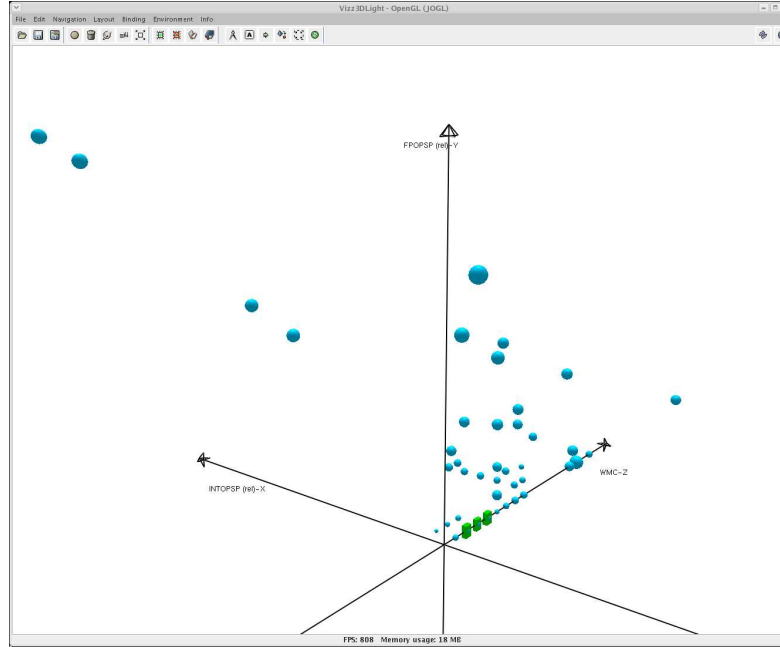 Vizz3DLight - OpenGL (JOGL)
File Edit Navigation Layout Binding Environment Info
A
FPOPSP (rel)-Y
WMC-Z
INTOPSP (rel)-X
FPS: 808 Memory usage: 18 MB